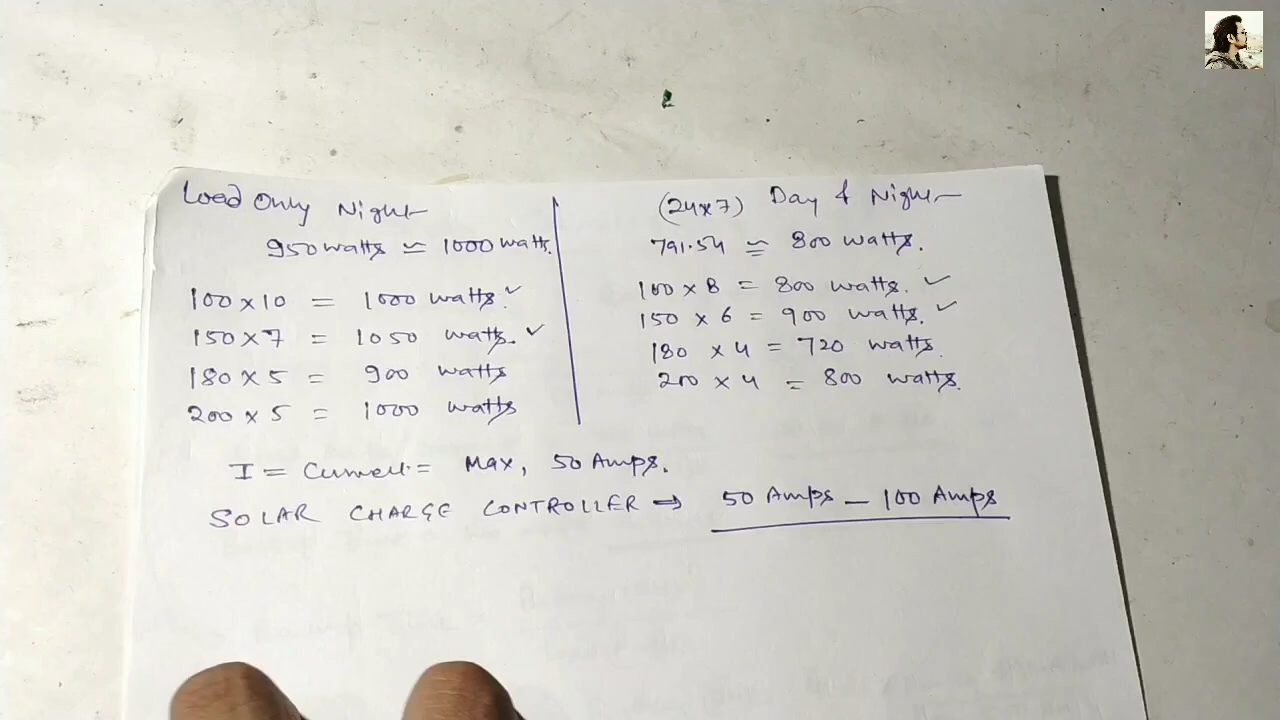 Load Only Night
950 watts ≃ 1000 watts.
100 x 10 = 1000 watts. ✓
150 x 7 = 1050 watts. ✓
180 x 5 = 900 watts
200 x 5 = 1000 watts
(24x7) Day & Night
791.54 ≅ 800 watts.
100 x 8 = 800 watts. ✓
150 x 6 = 900 watts. ✓
180 x 4 = 720 watts.
200 x 4 = 800 watts.
I = Current = Max, 50 Amps.
SOLAR CHARGE CONTROLLER → 50 Amps - 100 Amps